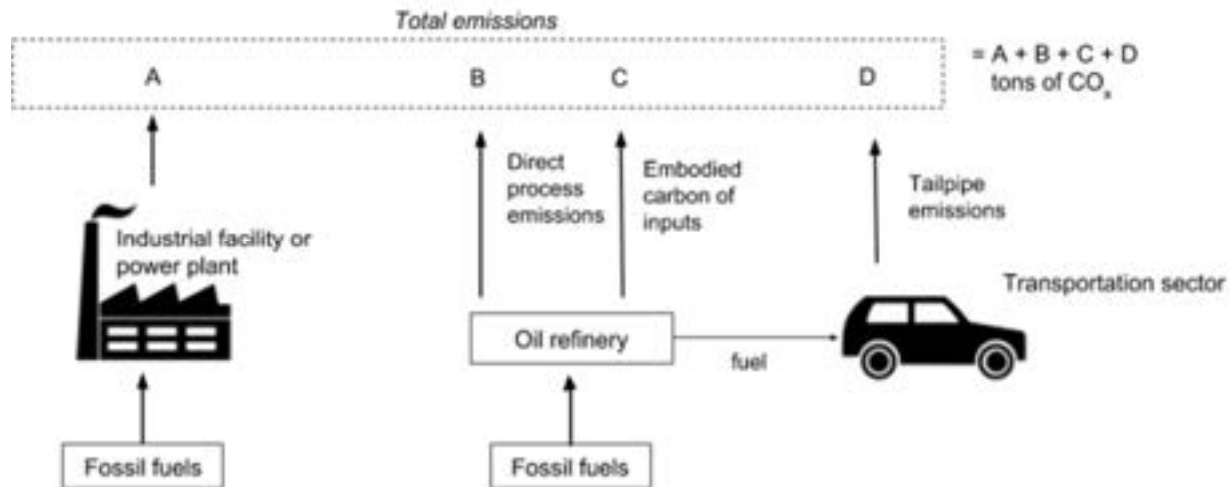 Total emissions
A B C D
= A + B + C + D
tons of COₓ
Direct
process
emissions
Embodied
carbon of
inputs
Tailpipe
emissions
Industrial facility or
power plant
Transportation sector
Oil refinery
fuel
Fossil fuels
Fossil fuels